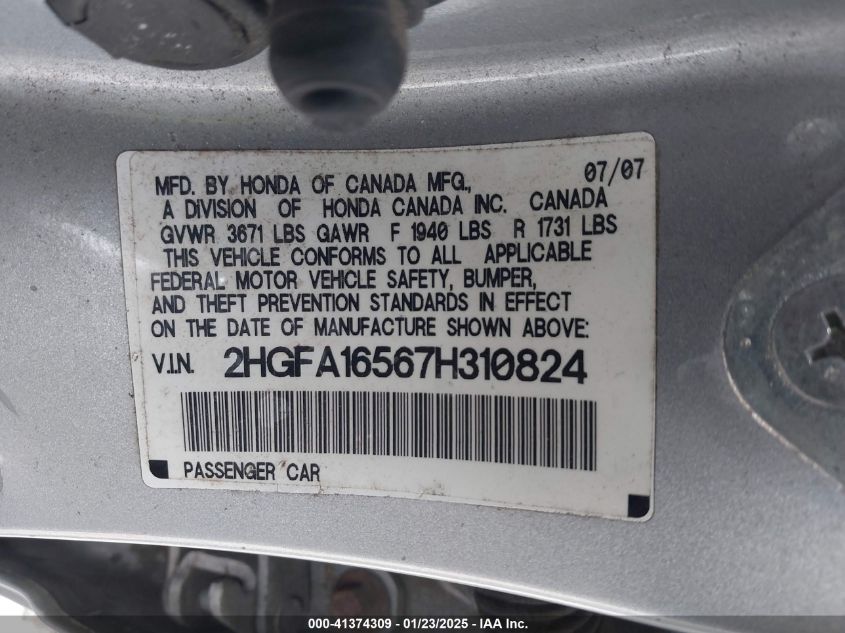 07/07
MFD. BY HONDA OF CANADA MFG.,
A DIVISION OF HONDA CANADA INC. CANADA
GVWR 3671 LBS GAWR F 1940 LBS R 1731 LBS
THIS VEHICLE CONFORMS TO ALL APPLICABLE
FEDERAL MOTOR VEHICLE SAFETY, BUMPER,
AND THEFT PREVENTION STANDARDS IN EFFECT
ON THE DATE OF MANUFACTURE SHOWN ABOVE:
V.I.N. 2HGFA16567H310824
PASSENGER CAR
000-41374309 - 01/23/2025 - IAA Inc.